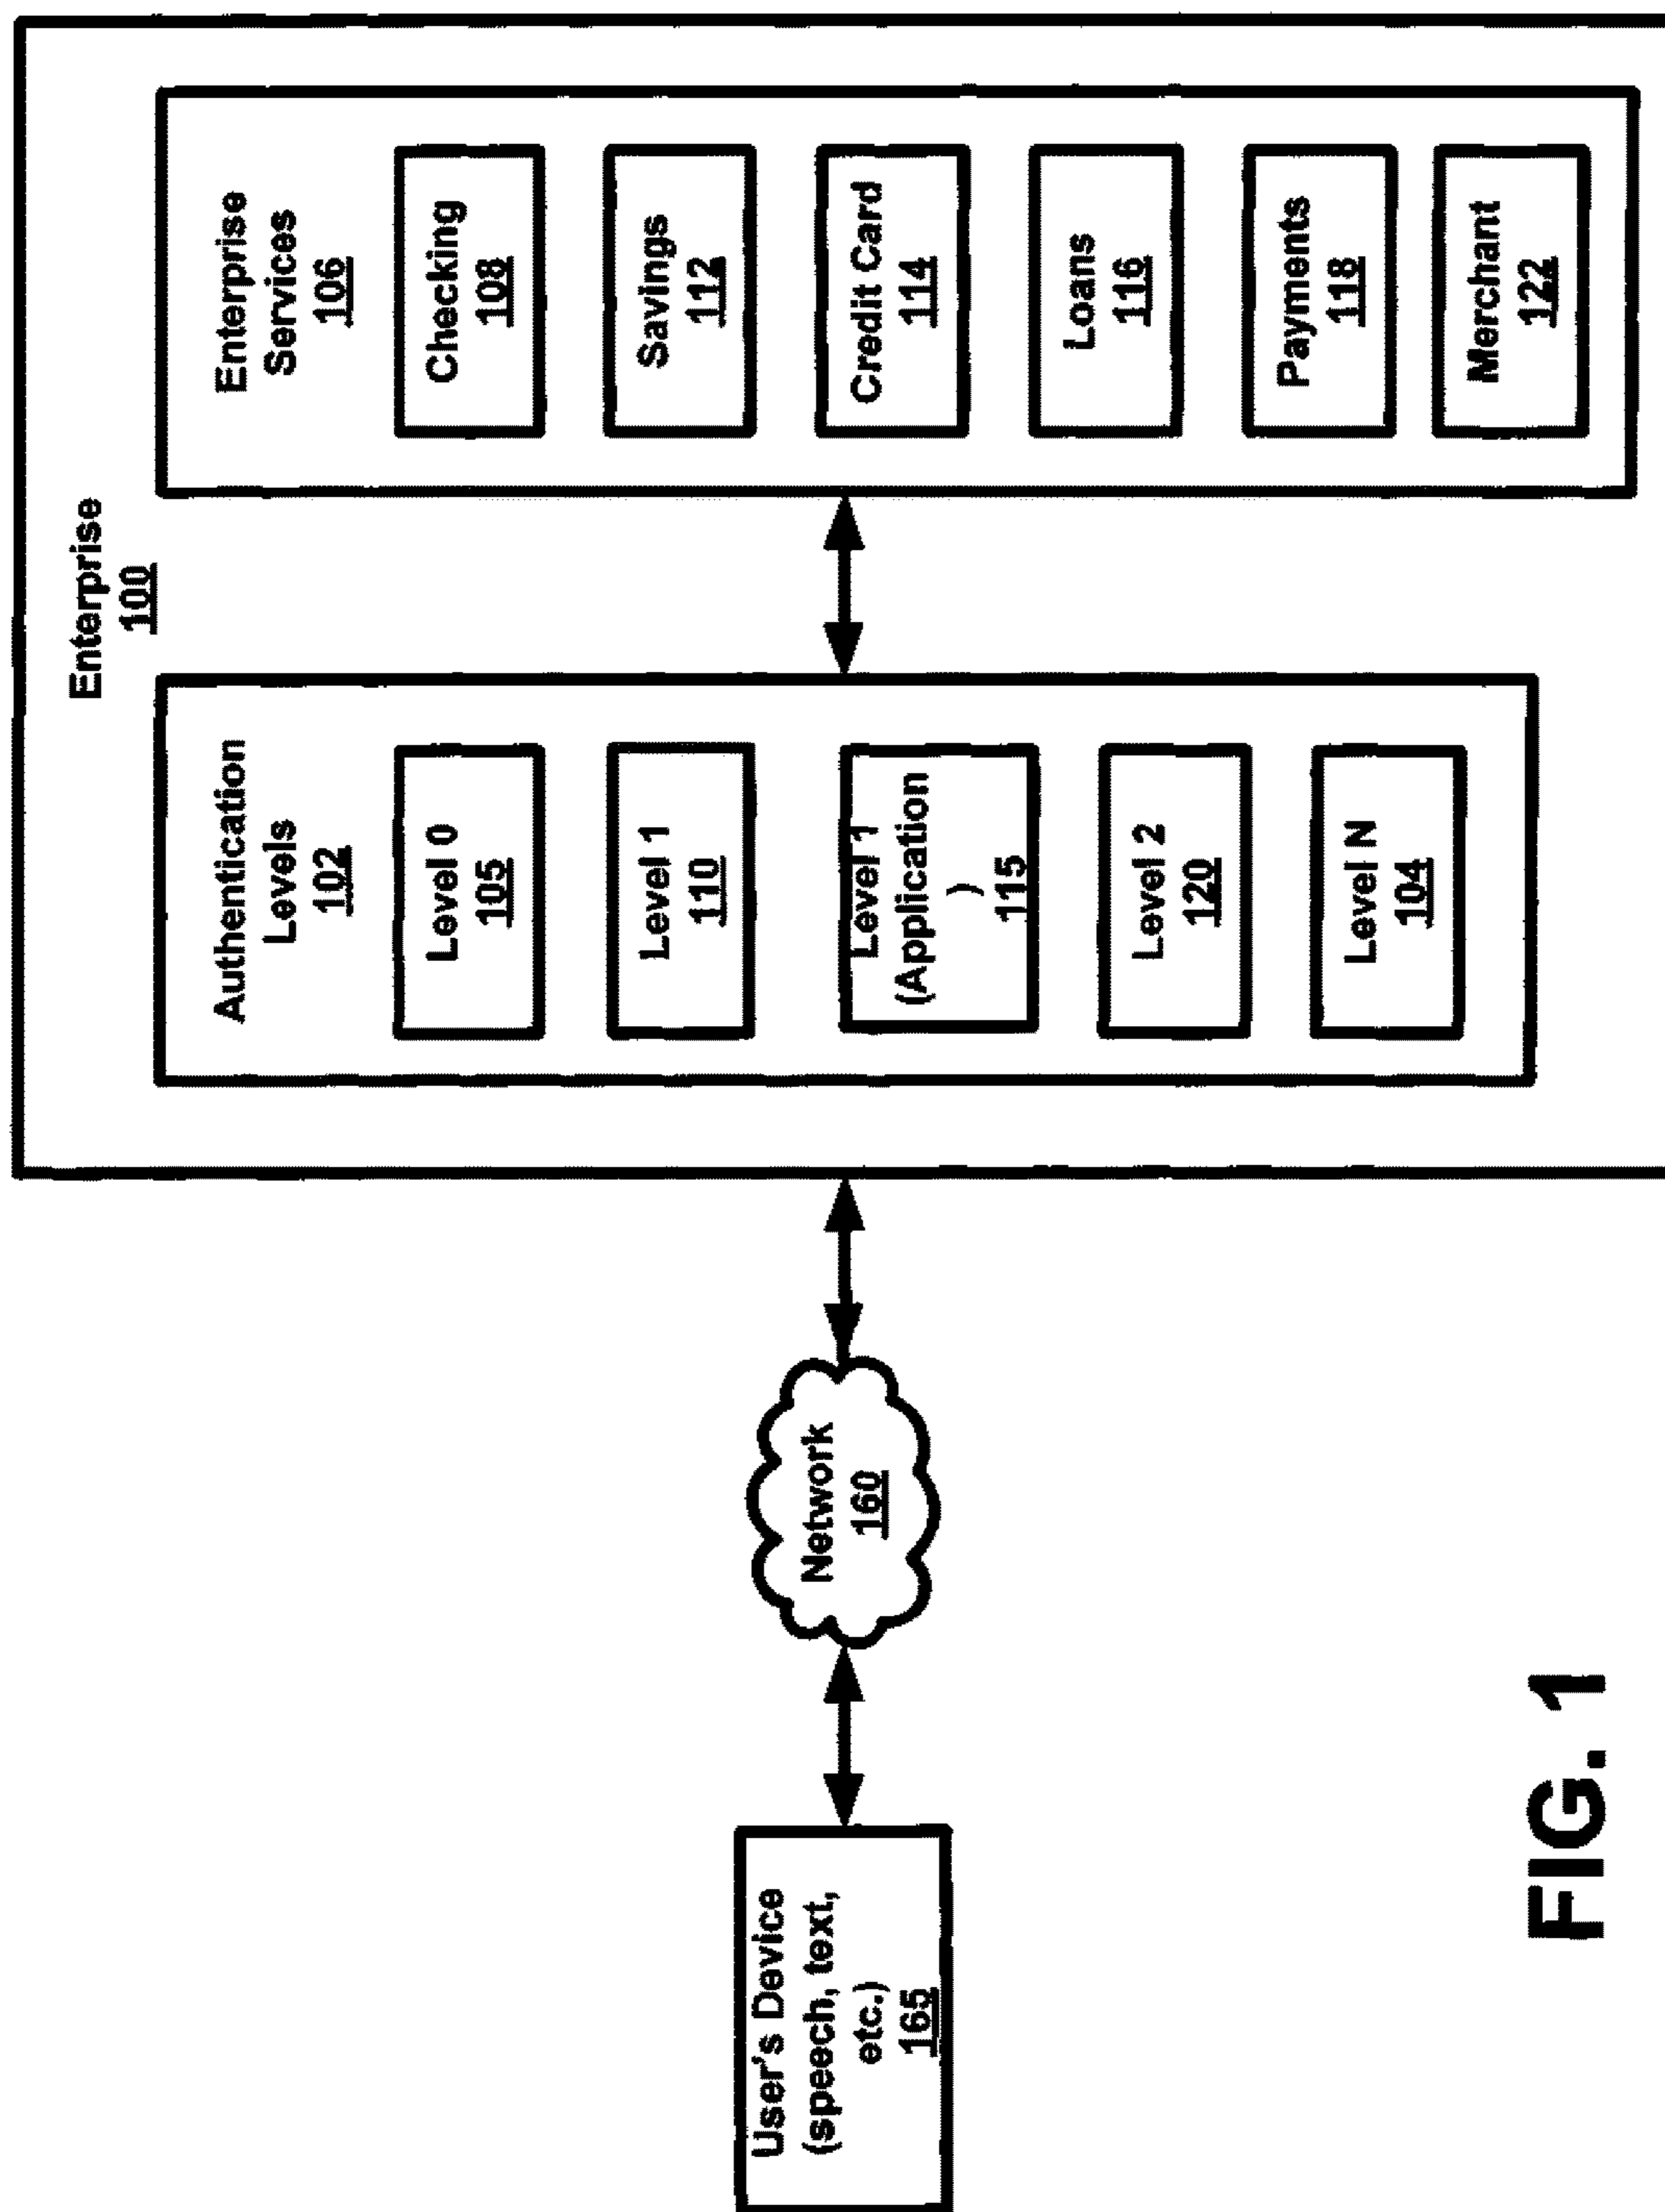 Enterprise
100
Authentication
Levels
102
Level 0
105
Level 1
110
Level 1
(Application
)
115
Level 2
120
Level N
104
Enterprise
Services
106
Checking
108
Savings
112
Credit Card
114
Loans
116
Payments
118
Merchant
122
Network
160
User's Device
(speech, text,
etc.)
165
FIG. 1